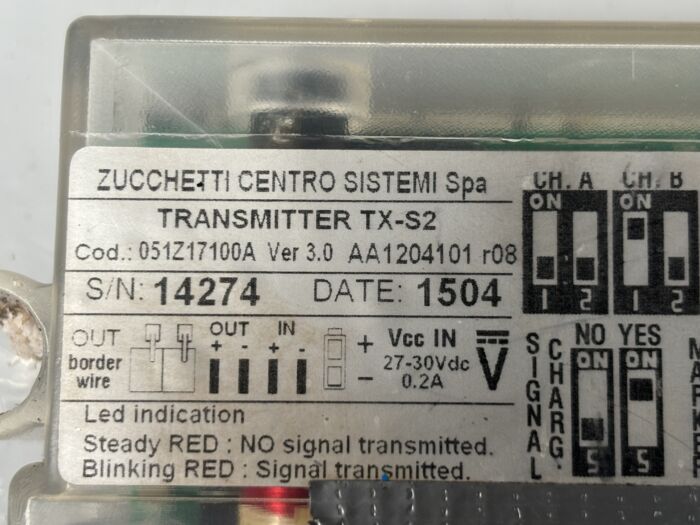 ZUCCHETTI CENTRO SISTEMI Spa
TRANSMITTER TX-S2
Cod.: 051Z17100A Ver 3.0 AA1204101 r08
S/N: 14274 DATE: 1504
OUT border wire
OUT IN
+ - + -
+ -
Vcc IN
27-30Vdc
0.2A
V
Led indication
Steady RED : NO signal transmitted.
Blinking RED : Signal transmitted.
CH. A CH. B
ON ON
1 2 1 2
SIGNAL
CHARG.
NO YES
ON ON
5 5